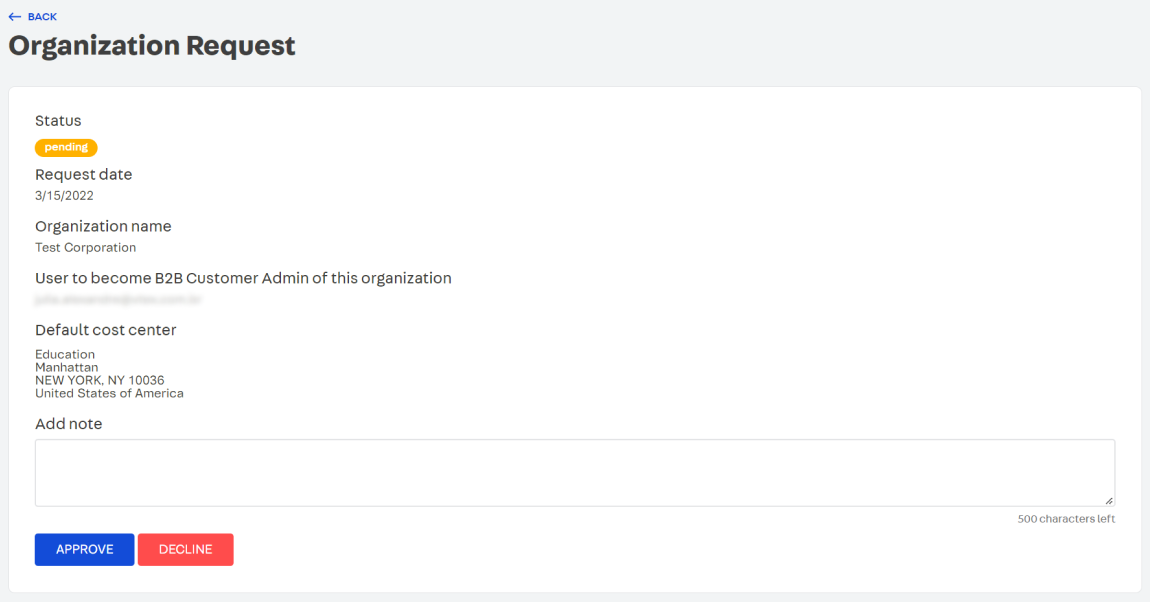 ← BACK
Organization Request
Status
pending
Request date
3/15/2022
Organization name
Test Corporation
User to become B2B Customer Admin of this organization
Default cost center
Education
Manhattan
NEW YORK, NY 10036
United States of America
Add note
500 characters left
APPROVE DECLINE